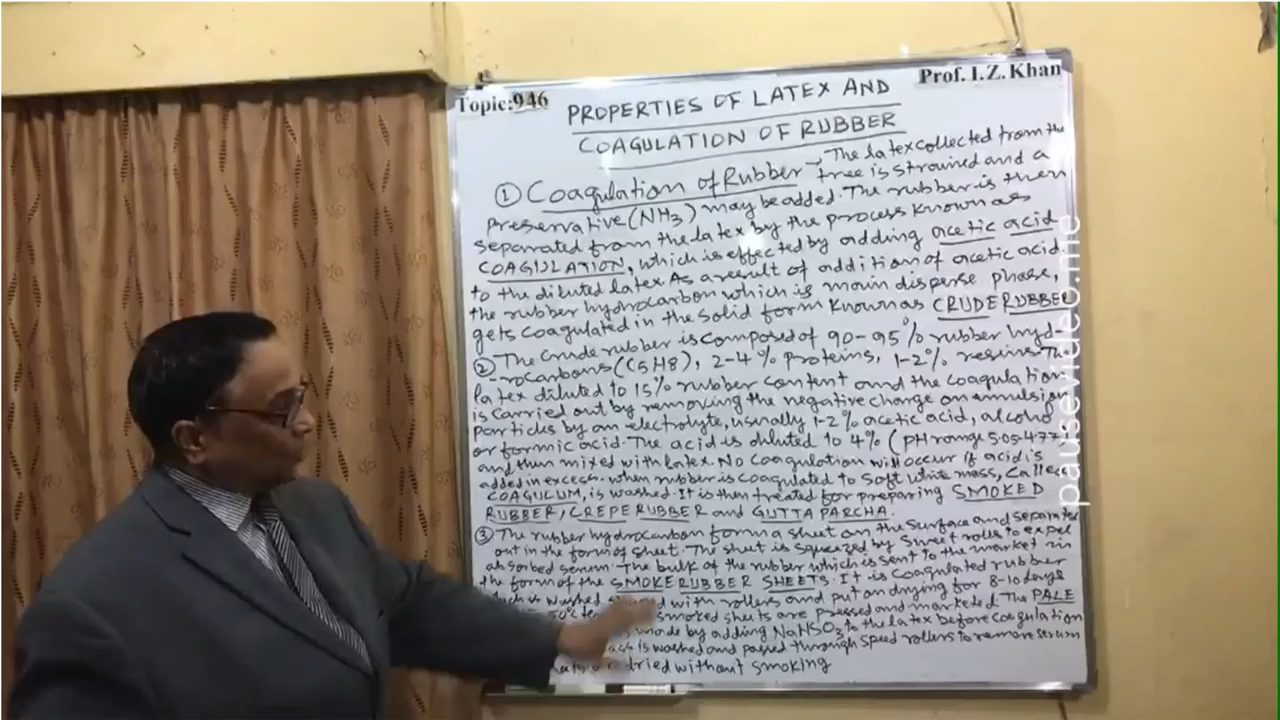 Topic:946
Prof. I. Z. Khan
PROPERTIES OF LATEX AND
COAGULATION OF RUBBER
① Coagulation of Rubber - The latex collected from the
tree is strained and a
preservative (NH3) may be added. The rubber is then
separated from the latex by the process known as
COAGULATION, which is effected by adding acetic acid
to the diluted latex. As a result of addition of acetic acid.
the rubber hydrocarbon which is main disperse phase,
gets coagulated in the solid form known as CRUDE RUBBER
② The crude rubber is composed of 90-95% rubber hyd-
-rocarbons (C5H8), 2-4% proteins, 1-2% resins. The
latex diluted to 15% rubber content and the coagulation
is carried out by removing the negative charge on emulsion
particles by an electrolyte, usually 1-2% acetic acid, alcohol
or formic acid. The acid is diluted to 4% (PH range 5.05-4.77)
and then mixed with latex. No Coagulation will occur if acid is
added in excess. when rubber is coagulated to soft white mass, Called
COAGULUM, is washed. It is then treated for preparing SMOKED
RUBBER, CREPE RUBBER and GUTTA PARCHA.
③ The rubber hydrocarbon form a sheet on the surface and separate
out in the form of sheet. The sheet is squeezed by sweet rolls to expel
absorbed serum. The bulk of the rubber which is sent to the market in
the form of the SMOKE RUBBER SHEETS. It is coagulated rubber
which is washed with rollers and put on drying for 8-10 days
50°C smoked sheets are pressed and marketed. The PALE
made by adding NaHSO3 to the latex before coagulation
is washed and passed through speed rollers to remove serum
dried without smoking
pausevideo.me